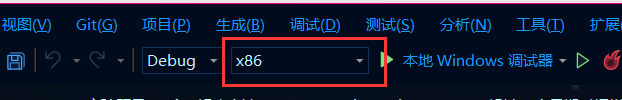 视图(V) Git(G) 项目(P) 生成(B) 调试(D) 测试(S) 分析(N) 工具(T) 扩展
Debug x86 本地 Windows 调试器